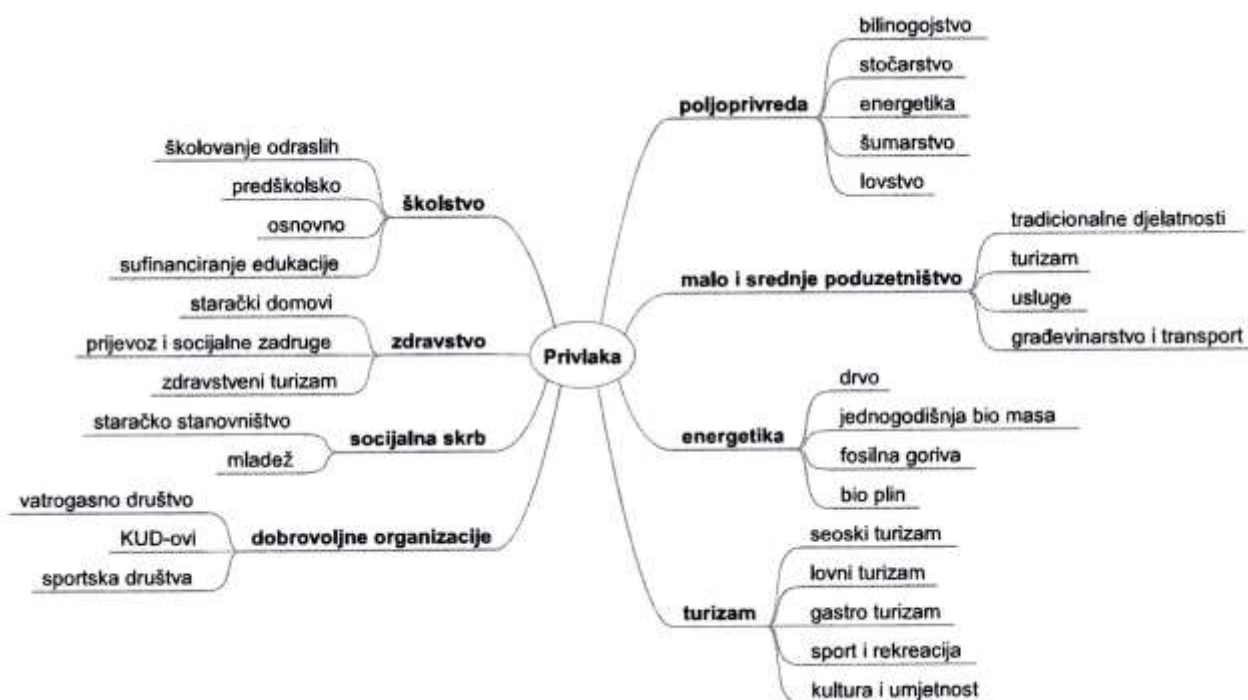 Privlaka
školstvo
školovanje odraslih
predškolsko
osnovno
sufinanciranje edukacije
zdravstvo
starački domovi
prijevoz i socijalne zadruge
zdravstveni turizam
socijalna skrb
staračko stanovništvo
mladež
dobrovoljne organizacije
vatrogasno društvo
KUD-ovi
sportska društva
poljoprivreda
bilinogojstvo
stočarstvo
energetika
šumarstvo
lovstvo
malo i srednje poduzetništvo
tradicionalne djelatnosti
turizam
usluge
građevinarstvo i transport
energetika
drvo
jednogodišnja bio masa
fosilna goriva
bio plin
turizam
seoski turizam
lovni turizam
gastro turizam
sport i rekreacija
kultura i umjetnost